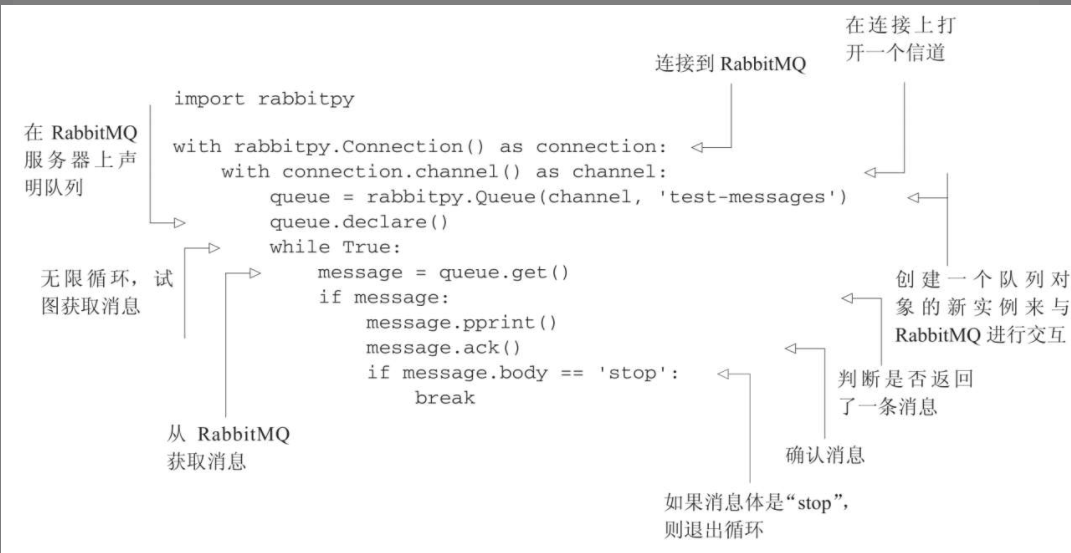 在连接上打
开一个信道
连接到 RabbitMQ
import rabbitpy
在 RabbitMQ
服务器上声
明队列
with rabbitpy.Connection() as connection:
with connection.channel() as channel:
queue = rabbitpy.Queue(channel, 'test-messages')
queue.declare()
while True:
message = queue.get()
if message:
message.pprint()
message.ack()
if message.body == 'stop':
break
无限循环，试
图获取消息
创建一个队列对
象的新实例来与
RabbitMQ 进行交互
判断是否返回
了一条消息
从 RabbitMQ
获取消息
确认消息
如果消息体是“stop”，
则退出循环